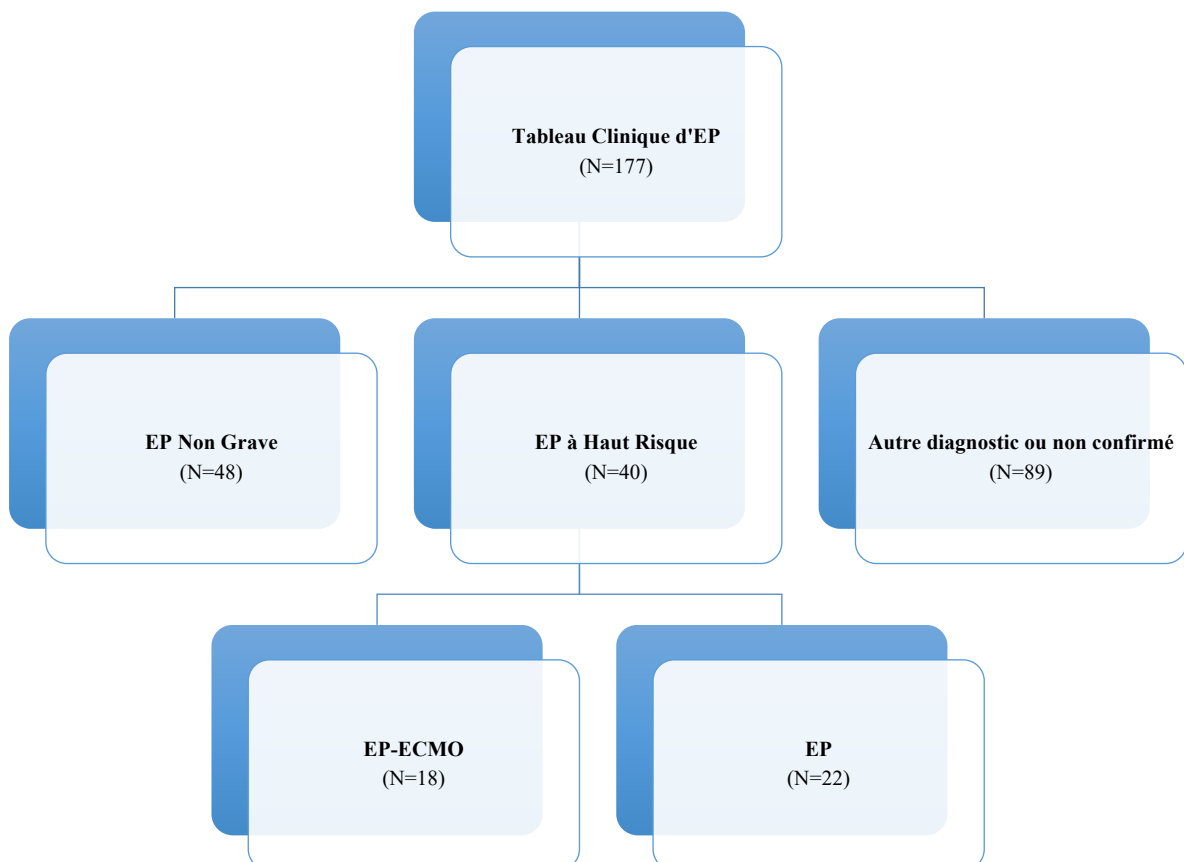 Tableau Clinique d'EP
(N=177)
EP Non Grave
(N=48)
EP à Haut Risque
(N=40)
Autre diagnostic ou non confirmé
(N=89)
EP-ECMO
(N=18)
EP
(N=22)